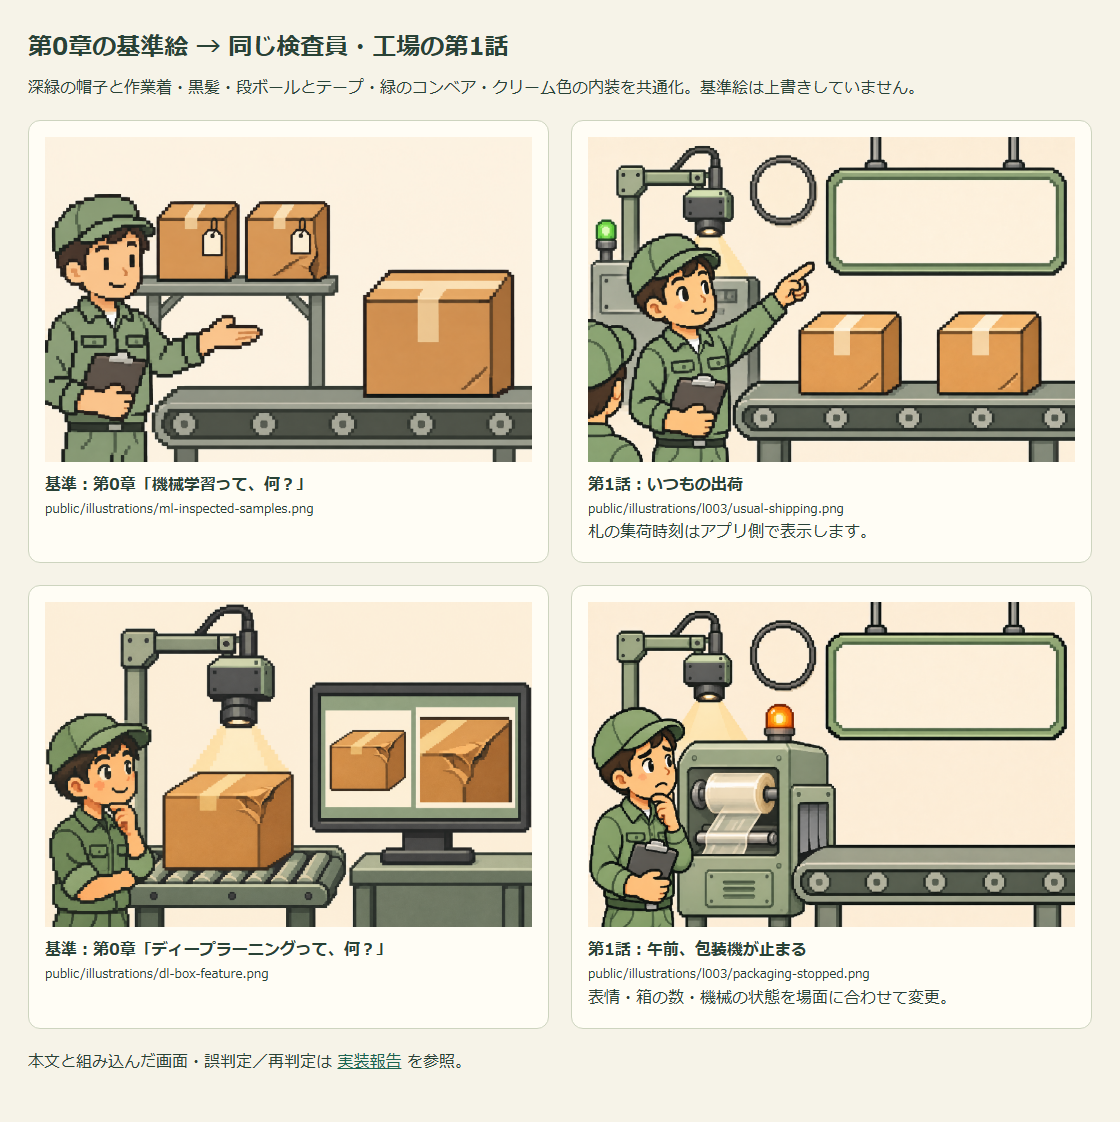 第0章の基準絵 → 同じ検査員・工場の第1話
深緑の帽子と作業着・黒髪・段ボールとテープ・緑のコンベア・クリーム色の内装を共通化。基準絵は上書きしていません。
基準：第0章「機械学習って、何？」
public/illustrations/ml-inspected-samples.png
第1話：いつもの出荷
public/illustrations/l003/usual-shipping.png
札の集荷時刻はアプリ側で表示します。
基準：第0章「ディープラーニングって、何？」
public/illustrations/dl-box-feature.png
第1話：午前、包装機が止まる
public/illustrations/l003/packaging-stopped.png
表情・箱の数・機械の状態を場面に合わせて変更。
本文と組み込んだ画面・誤判定／再判定は 実装報告 を参照。